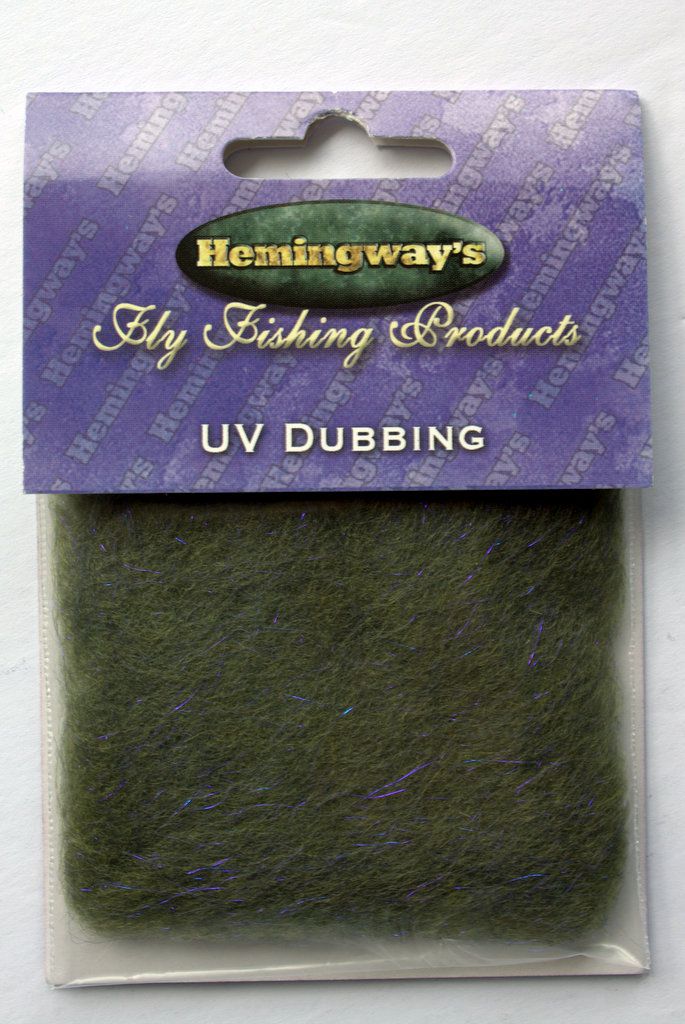 Hemingway's
Fly Fishing Products
UV DUBBING